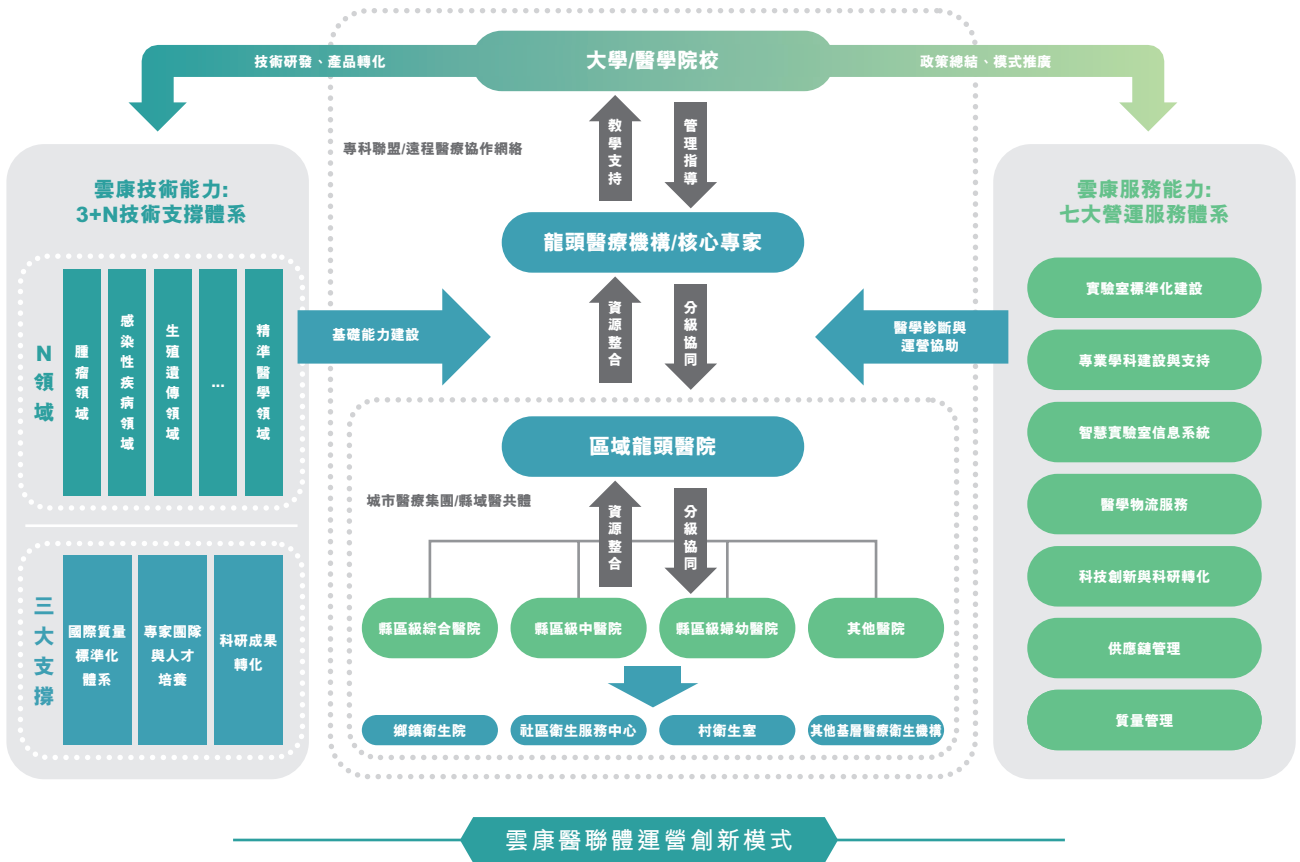 大學/醫學院校
技術研發、產品轉化
政策總結、模式推廣
教學支持
管理指導
專科聯盟/遠程醫療協作網絡
雲康技術能力:
3+N技術支撐體系
N領域
腫瘤領域
感染性疾病領域
生殖遺傳領域
...
精準醫學領域
三大支撐
國際質量
標準化
體系
專家團隊
與人才
培養
科研成果
轉化
龍頭醫療機構/核心專家
基礎能力建設
資源整合
分級協同
醫學診斷與
運營協助
區域龍頭醫院
城市醫療集團/縣域醫共體
資源整合
分級協同
縣區級綜合醫院
縣區級中醫院
縣區級婦幼醫院
其他醫院
鄉鎮衛生院
社區衛生服務中心
村衛生室
其他基層醫療衛生機構
雲康服務能力:
七大營運服務體系
實驗室標準化建設
專業學科建設與支持
智慧實驗室信息系統
醫學物流服務
科技創新與科研轉化
供應鏈管理
質量管理
雲康醫聯體運營創新模式